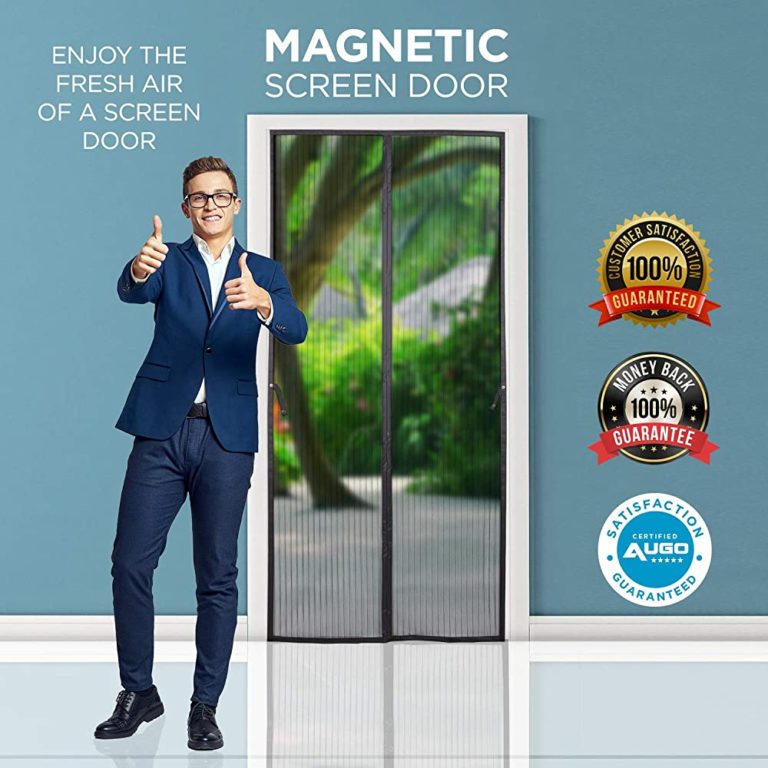 ENJOY THE
FRESH AIR
OF A SCREEN
DOOR
MAGNETIC
SCREEN DOOR
CUSTOMER SATISFACTION
100%
GUARANTEED
MONEY BACK
100%
GUARANTEE
SATISFACTION
CERTIFIED
AUGO
GUARANTEED